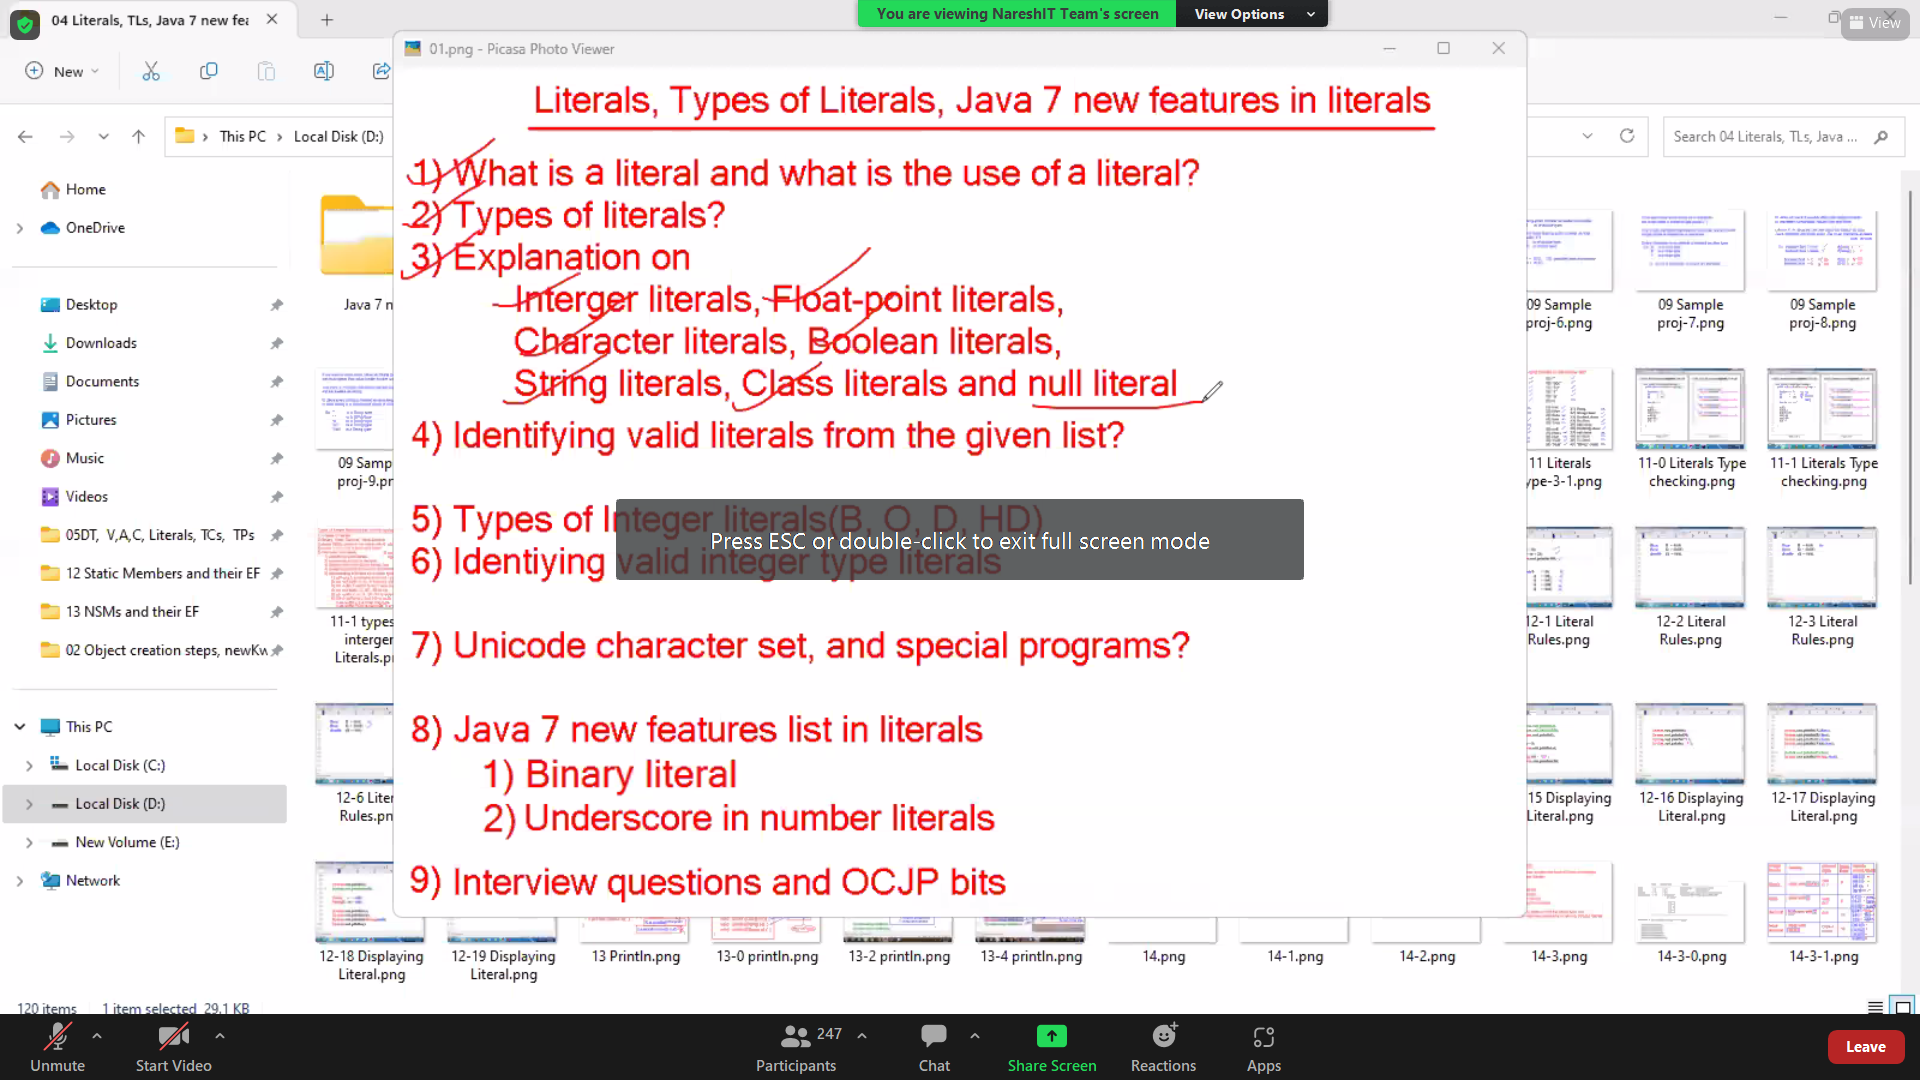 04 Literals, TLs, Java 7 new fea
You are viewing NareshIT Team's screen
View Options
View
New
01.png - Picasa Photo Viewer
This PC
Local Disk (D:)
Search 04 Literals, TLs, Java ...
Home
OneDrive
Desktop
Downloads
Documents
Pictures
Music
Videos
05DT, V,A,C, Literals, TCs, TPs
12 Static Members and their EF
13 NSMs and their EF
02 Object creation steps, newKw
This PC
Local Disk (C:)
Local Disk (D:)
New Volume (E:)
Network
Java 7 n
09 Samp
proj-9.pn
11-1 types
interger
Literals.p
12-6 Liter
Rules.pn
Literals, Types of Literals, Java 7 new features in literals
1) What is a literal and what is the use of a literal?
2) Types of literals?
3) Explanation on
Interger literals, Float-point literals,
Character literals, Boolean literals,
String literals, Class literals and null literal
4) Identifying valid literals from the given list?
5) Types of Integer literals(B, O, D, HD)
6) Identiying valid integer type literals
Press ESC or double-click to exit full screen mode
7) Unicode character set, and special programs?
8) Java 7 new features list in literals
1) Binary literal
2) Underscore in number literals
9) Interview questions and OCJP bits
09 Sample
proj-6.png
09 Sample
proj-7.png
09 Sample
proj-8.png
11 Literals
ype-3-1.png
11-0 Literals Type
checking.png
11-1 Literals Type
checking.png
12-1 Literal
Rules.png
12-2 Literal
Rules.png
12-3 Literal
Rules.png
15 Displaying
Literal.png
12-16 Displaying
Literal.png
12-17 Displaying
Literal.png
12-18 Displaying
Literal.png
12-19 Displaying
Literal.png
13 Println.png
13-0 println.png
13-2 println.png
13-4 println.png
14.png
14-1.png
14-2.png
14-3.png
14-3-0.png
14-3-1.png
120 items
1 item selected 29.1 KB
Unmute
Start Video
247
Participants
Chat
Share Screen
Reactions
Apps
Leave